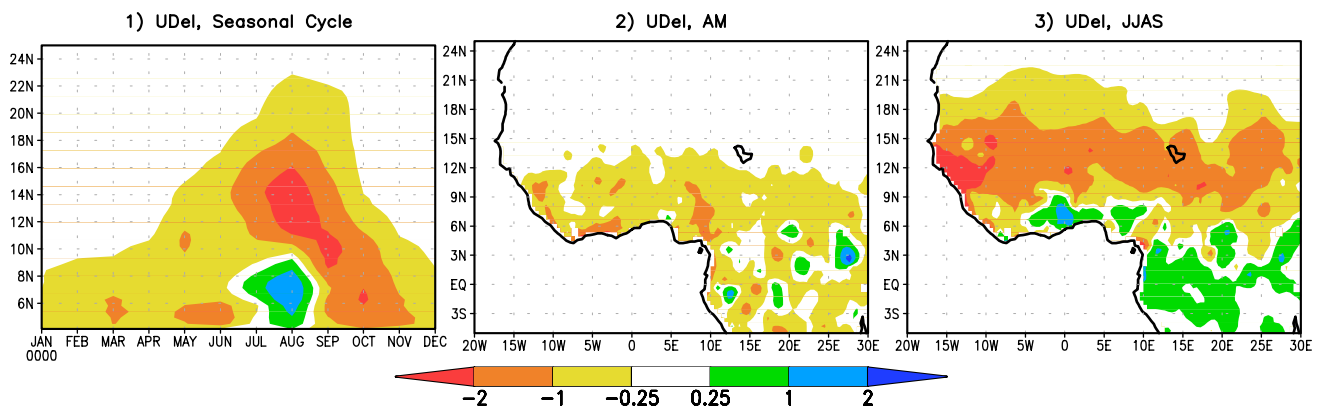 1) UDel, Seasonal Cycle
2) UDel, AM
3) UDel, JJAS
24N
22N
20N
18N
16N
14N
12N
10N
8N
6N
JAN FEB MAR APR MAY JUN JUL AUG SEP OCT NOV DEC
0000
24N
21N
18N
15N
12N
9N
6N
3N
EQ
3S
20W 15W 10W 5W 0 5E 10E 15E 20E 25E 30E
24N
21N
18N
15N
12N
9N
6N
3N
EQ
3S
20W 15W 10W 5W 0 5E 10E 15E 20E 25E 30E
-2 -1 -0.25 0.25 1 2